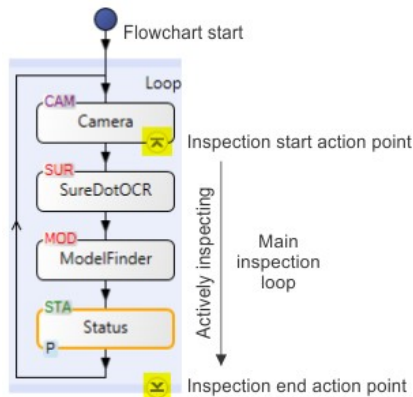 Flowchart start
Loop
CAM
Camera
Inspection start action point
SUR
SureDotOCR
MOD
ModelFinder
Actively inspecting
Main
inspection
loop
STA
Status
P
Inspection end action point